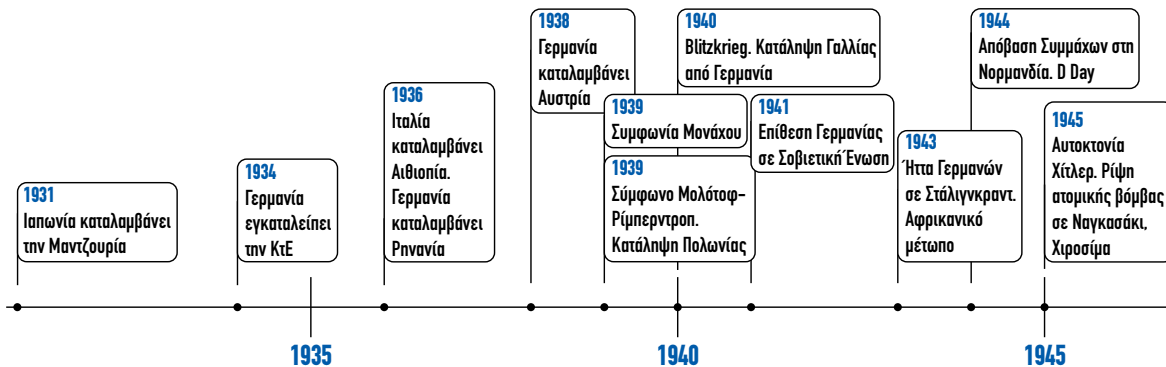 1931
Ιαπωνία καταλαμβάνει
την Μαντζουρία
1934
Γερμανία
εγκαταλείπει
την ΚτΕ
1936
Ιταλία
καταλαμβάνει
Αιθιοπία.
Γερμανία
καταλαμβάνει
Ρηνανία
1938
Γερμανία
καταλαμβάνει
Αυστρία
1939
Συμφωνία Μονάχου
1939
Σύμφωνο Μολότοφ-
Ρίμπερντροπ.
Κατάληψη Πολωνίας
1940
Blitzkrieg. Κατάληψη Γαλλίας
από Γερμανία
1941
Επίθεση Γερμανίας
σε Σοβιετική Ένωση
1943
Ήττα Γερμανών
σε Στάλιγνκραντ.
Αφρικανικό
μέτωπο
1944
Απόβαση Συμμάχων στη
Νορμανδία. D Day
1945
Αυτοκτονία
Χίτλερ. Ρίψη
ατομικής βόμβας
σε Ναγκασάκι,
Χιροσίμα
1935
1940
1945